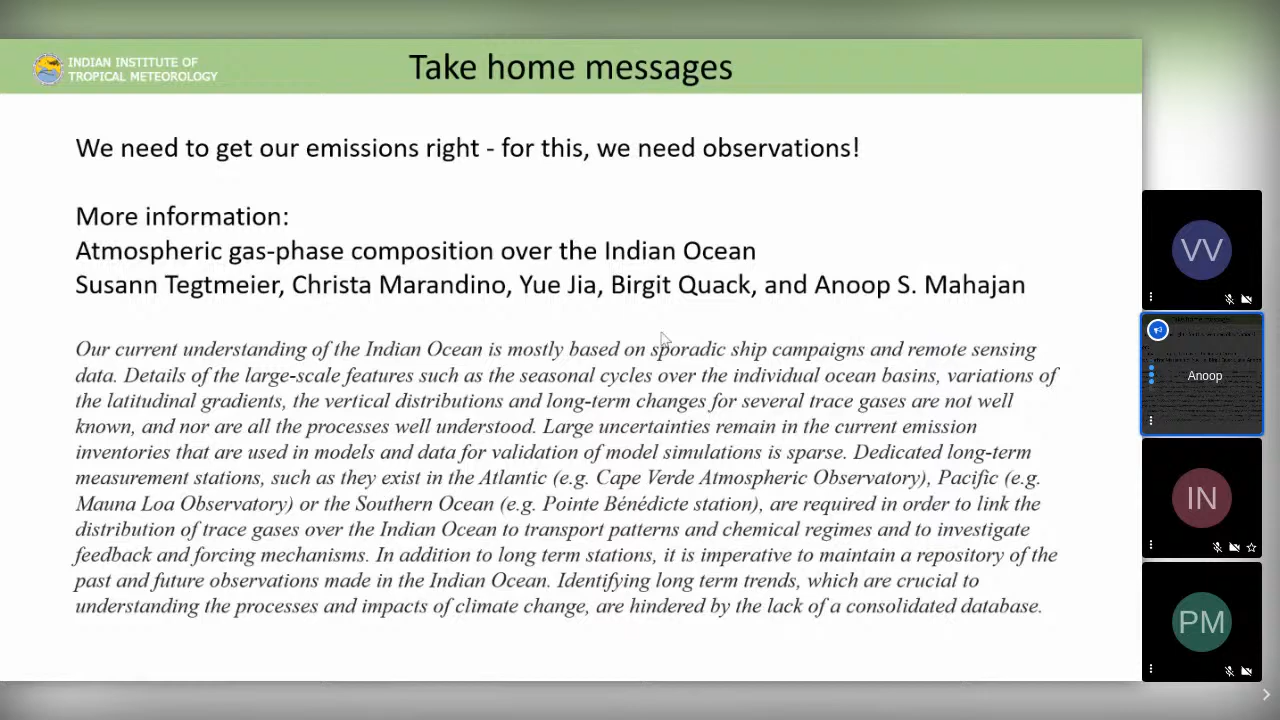 INDIAN INSTITUTE OF
TROPICAL METEOROLOGY
Take home messages
We need to get our emissions right - for this, we need observations!
More information:
Atmospheric gas-phase composition over the Indian Ocean
Susann Tegtmeier, Christa Marandino, Yue Jia, Birgit Quack, and Anoop S. Mahajan
Our current understanding of the Indian Ocean is mostly based on sporadic ship campaigns and remote sensing
data. Details of the large-scale features such as the seasonal cycles over the individual ocean basins, variations of
the latitudinal gradients, the vertical distributions and long-term changes for several trace gases are not well
known, and nor are all the processes well understood. Large uncertainties remain in the current emission
inventories that are used in models and data for validation of model simulations is sparse. Dedicated long-term
measurement stations, such as they exist in the Atlantic (e.g. Cape Verde Atmospheric Observatory), Pacific (e.g.
Mauna Loa Observatory) or the Southern Ocean (e.g. Pointe Bénédicte station), are required in order to link the
distribution of trace gases over the Indian Ocean to transport patterns and chemical regimes and to investigate
feedback and forcing mechanisms. In addition to long term stations, it is imperative to maintain a repository of the
past and future observations made in the Indian Ocean. Identifying long term trends, which are crucial to
understanding the processes and impacts of climate change, are hindered by the lack of a consolidated database.
VV
Anoop
IN
PM